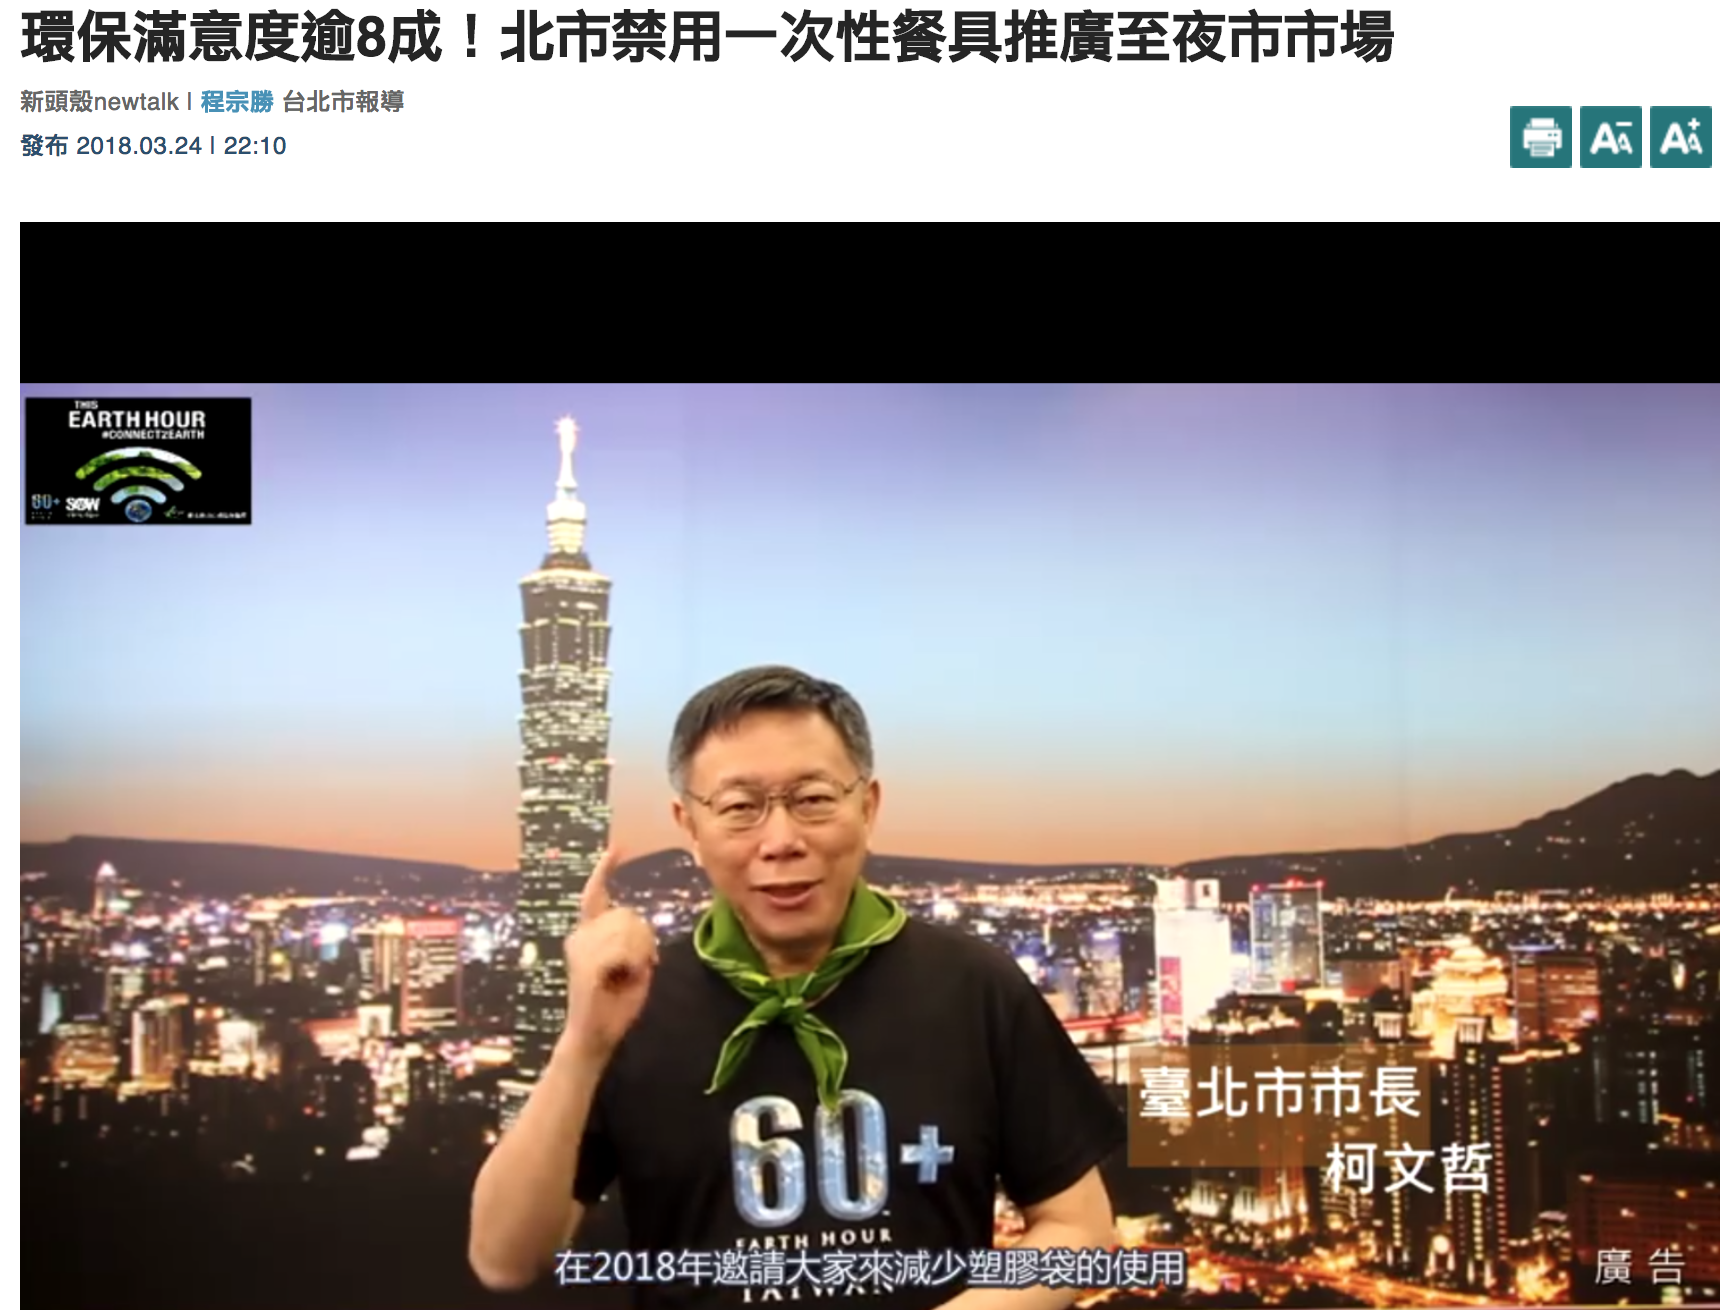 環保滿意度逾8成！北市禁用一次性餐具推廣至夜市市場
新頭殼newtalk | 程宗勝 台北市報導
發布 2018.03.24 | 22:10
THIS
EARTH HOUR
#CONNECT2EARTH
60+ SOW
臺北市市長
柯文哲
60+
EARTH HOUR
TAIWAN
在2018年邀請大家來減少塑膠袋的使用
廣告